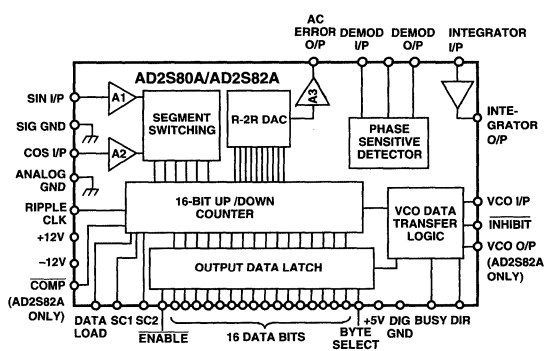 AC
ERROR
O/P
DEMOD
I/P
DEMOD
O/P
INTEGRATOR
I/P
AD2S80A/AD2S82A
SIN I/P
A1
SEGMENT
SWITCHING
R-2R DAC
A3
SIG GND
COS I/P
A2
PHASE
SENSITIVE
DETECTOR
INTE-
GRATOR
O/P
ANALOG
GND
RIPPLE
CLK
16-BIT UP /DOWN
COUNTER
VCO DATA
TRANSFER
LOGIC
VCO I/P
INHIBIT
VCO O/P
(AD2S82A
ONLY)
+12V
–12V
COMP
(AD2S82A
ONLY)
OUTPUT DATA LATCH
DATA
LOAD
SC1
SC2
ENABLE
16 DATA BITS
BYTE
SELECT
+5V
DIG
GND
BUSY
DIR